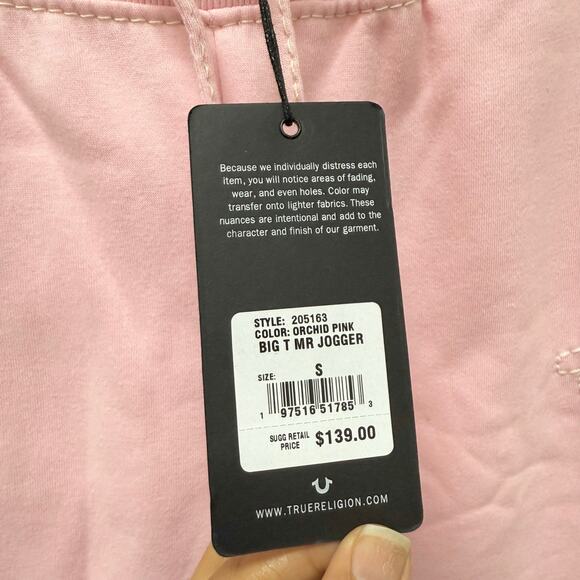 Because we individually distress each
item, you will notice areas of fading,
wear, and even holes. Color may
transfer onto lighter fabrics. These
nuances are intentional and add to the
character and finish of our garment.
STYLE: 205163
COLOR: ORCHID PINK
BIG T MR JOGGER
SIZE: S
1 97516 51785 3
SUGG RETAIL PRICE $139.00
WWW.TRUERELIGION.COM